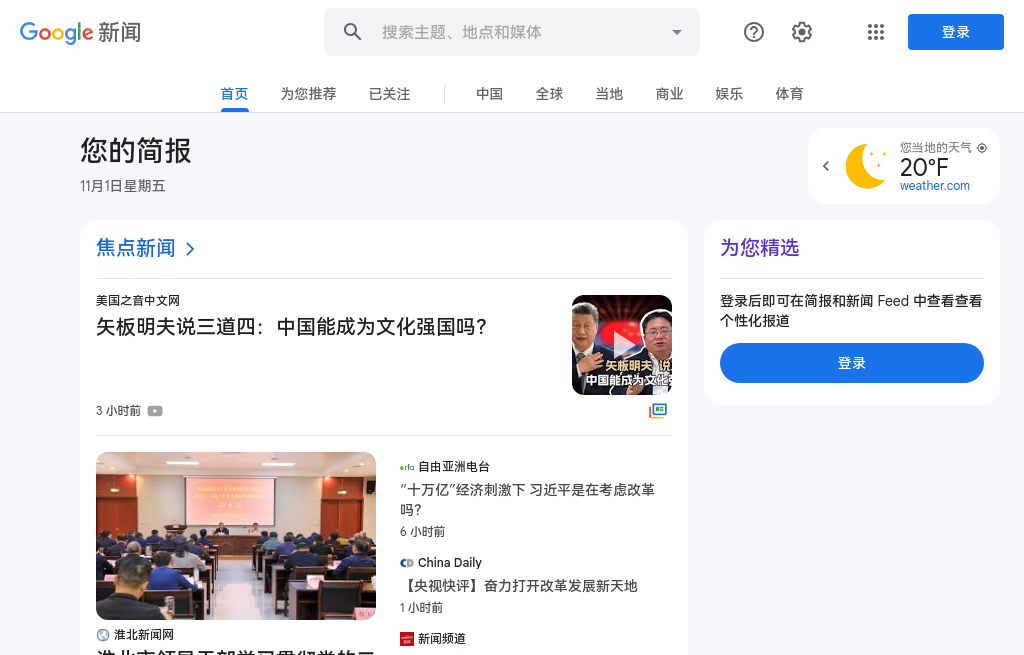 Google 新闻
搜索主题、地点和媒体
登录
首页
为您推荐
已关注
中国
全球
当地
商业
娱乐
体育
您的简报
11月1日星期五
您当地的天气
20°F
weather.com
焦点新闻
美国之音中文网
矢板明夫说三道四：中国能成为文化强国吗？
3 小时前
矢板明夫 说
中国能成为文化
淮北新闻网
rfa 自由亚洲电台
“十万亿”经济刺激下 习近平是在考虑改革
吗？
6 小时前
China Daily
【央视快评】奋力打开改革发展新天地
1 小时前
新闻频道
为您精选
登录后即可在简报和新闻 Feed 中查看查看
个性化报道
登录